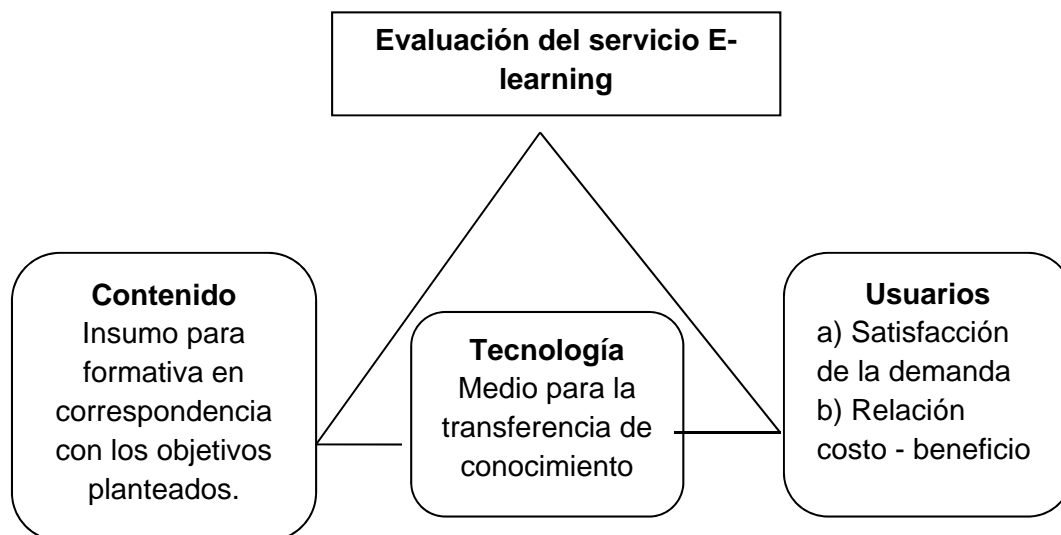 Evaluación del servicio E-
learning
Contenido
Insumo para
formativa en
correspondencia
con los objetivos
planteados.
Tecnología
Medio para la
transferencia de
conocimiento
Usuarios
a) Satisfacción
de la demanda
b) Relación
costo - beneficio